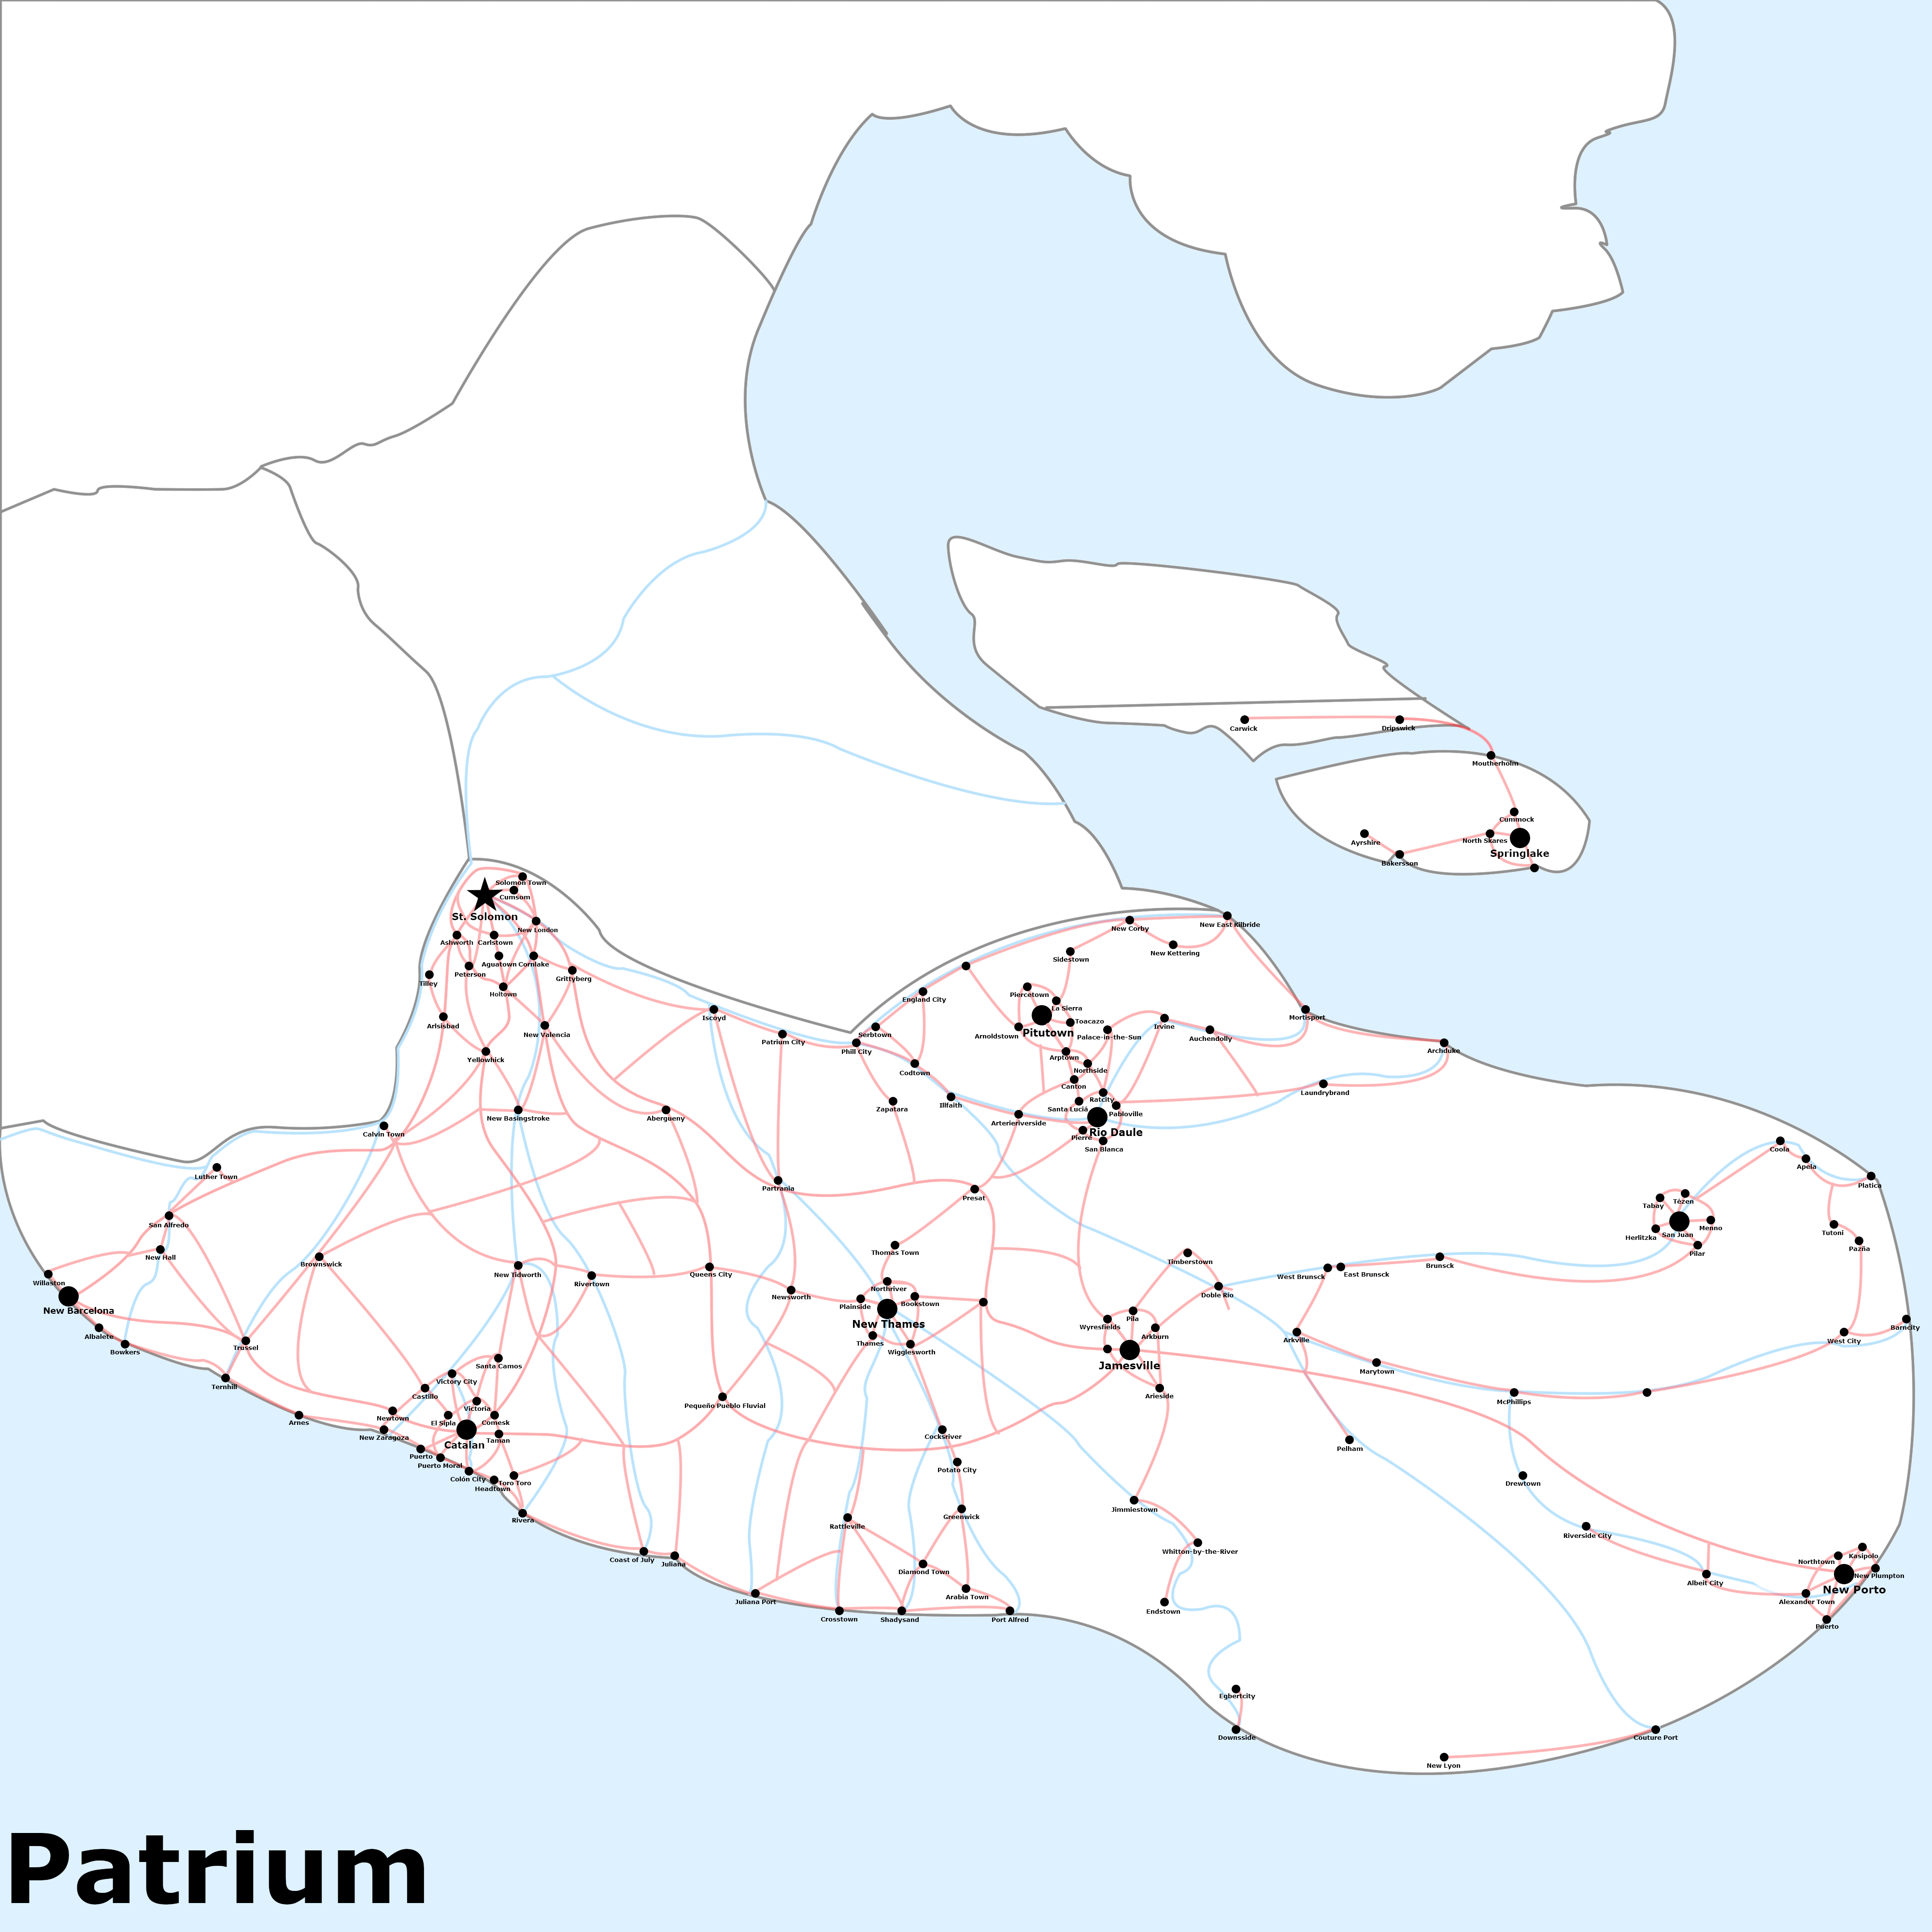 Carwick
Dripswick
Moutherholm
Cummock
North Skares
Ayrshire
Springlake
Bakersson
Solomon Town
Cumsom
St. Solomon
New London
Ashworth
Carlstown
Aguatown
Cornlake
Peterson
Tilley
Grittyberg
Holtown
Arlsisbad
New Valencia
Yellowhick
New Basingstroke
Calvin Town
Iscoyd
Patrium City
Phill City
Serbtown
England City
Codtown
Zapatara
Illfaith
Abergueny
New Corby
New East Kilbride
Sidestown
New Kettering
Piercetown
La Sierra
Toacazo
Arnoldstown
Pitutown
Palace-in-the-Sun
Irvine
Auchendolly
Mortisport
Archduke
Arptown
Northside
Canton
Ratcity
Santa Luciá
Pabloville
Laundrybrand
Arterieriverside
Pierre
Rio Daule
San Blanca
Luther Town
San Alfredo
New Hall
Willaston
New Barcelona
Albalete
Bowkers
Trussel
Ternhill
Brownswick
Arnes
Partrania
Presat
Thomas Town
New Tidworth
Rivertown
Queens City
Newsworth
Northriver
Plainside
Bookstown
New Thames
Thames
Wigglesworth
Timberstown
Doble Rio
West Brunsck
East Brunsck
Brunsck
Coola
Apela
Platica
Tabay
Tezen
Menno
Herlitzka
San Juan
Pilar
Tutoni
Pazña
West City
Barncity
Pila
Wyresfields
Arkburn
Jamesville
Arieside
Arkville
Marytown
McPhillips
Santa Camos
Victory City
Castillo
Victoria
Newtown
El Sipla
Comesk
New Zaragoza
Catalan
Taman
Puerto
Puerto Moral
Colón City
Toro Toro
Headtown
Rivera
Pequeño Pueblo Fluvial
Cocksriver
Potato City
Greenwick
Rattleville
Diamond Town
Arabia Town
Coast of July
Juliana
Juliana Port
Crosstown
Shadysand
Port Alfred
Pelham
Drewtown
Jimmiestown
Whitton-by-the-River
Endstown
Riverside City
Albeit City
Northtown
Kasipolo
New Plumpton
New Porto
Alexander Town
Puerto
Egbertcity
Downsside
Couture Port
New Lyon
Patrium